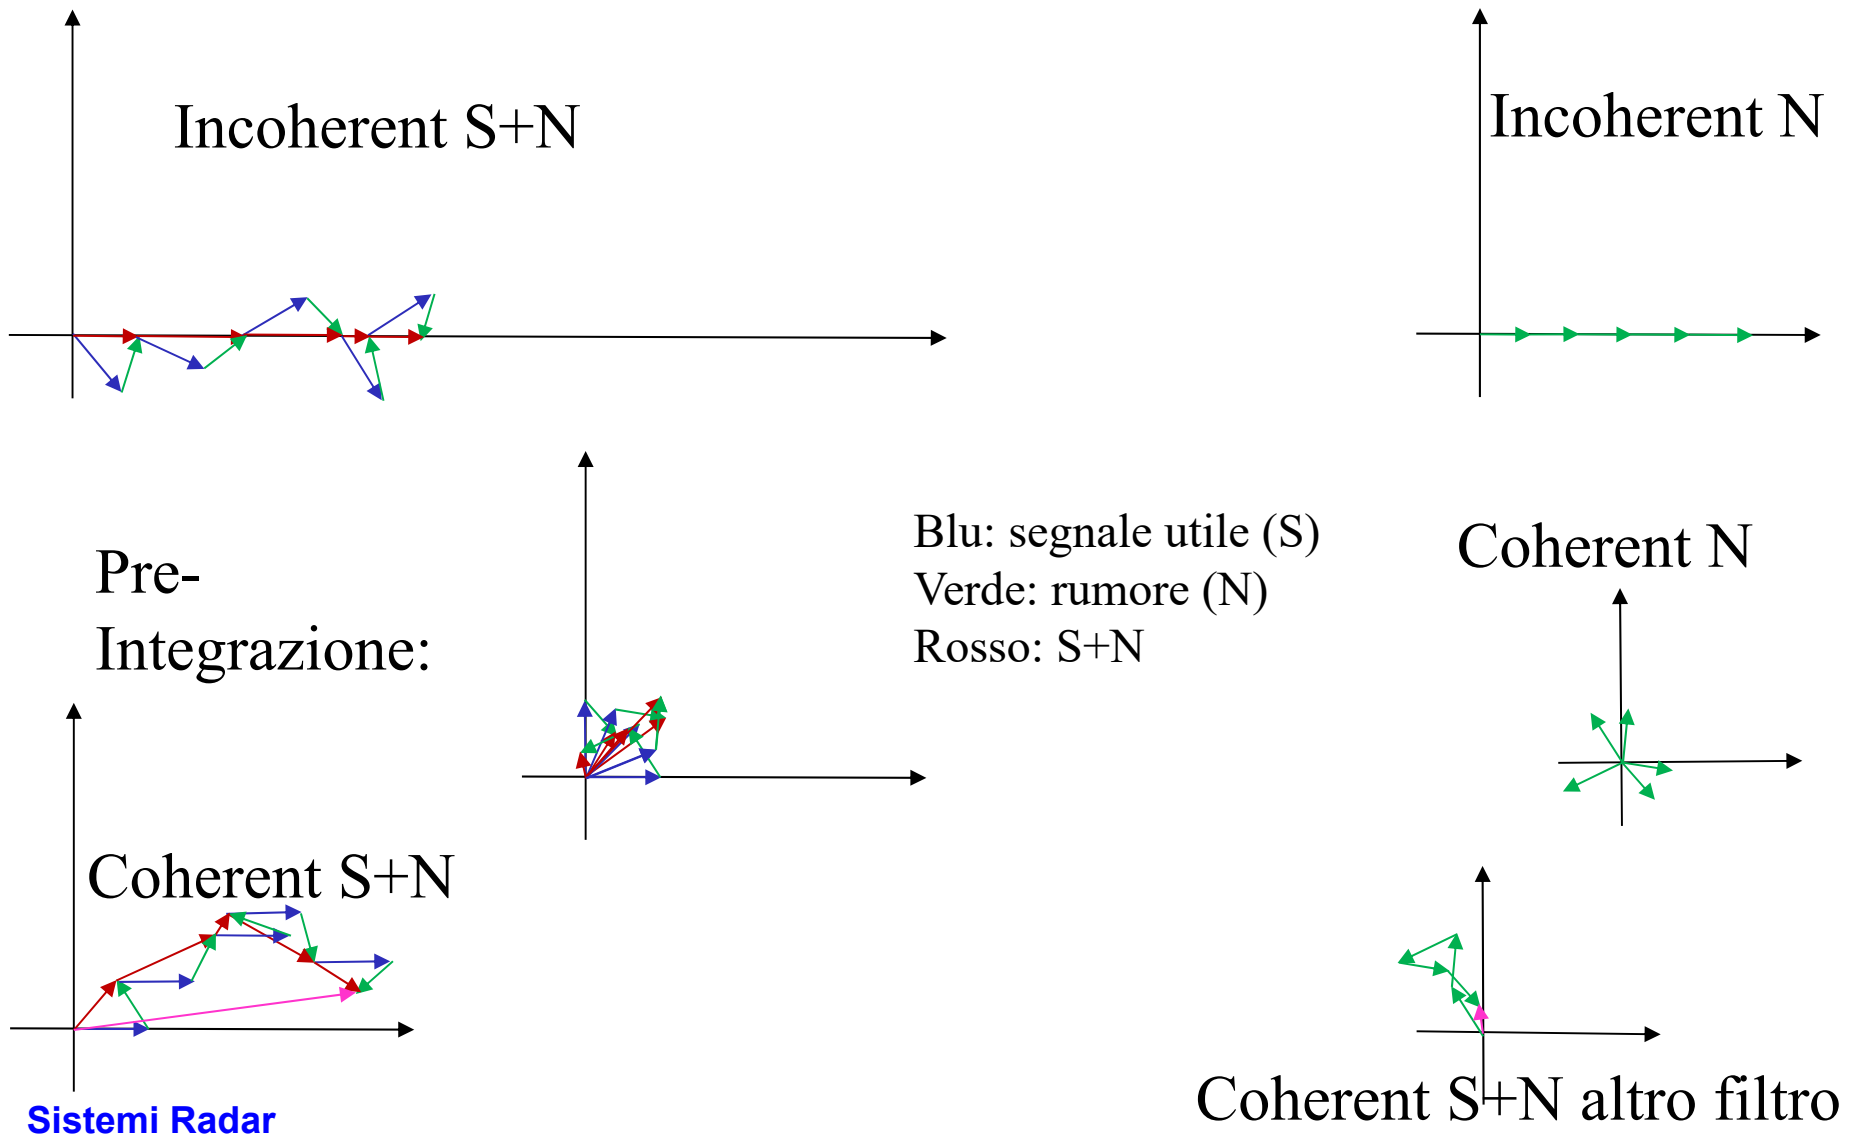 Incoherent S+N
Incoherent N
Pre-
Integrazione:
Blu: segnale utile (S)
Verde: rumore (N)
Rosso: S+N
Coherent N
Coherent S+N
Coherent S+N altro filtro
Sistemi Radar